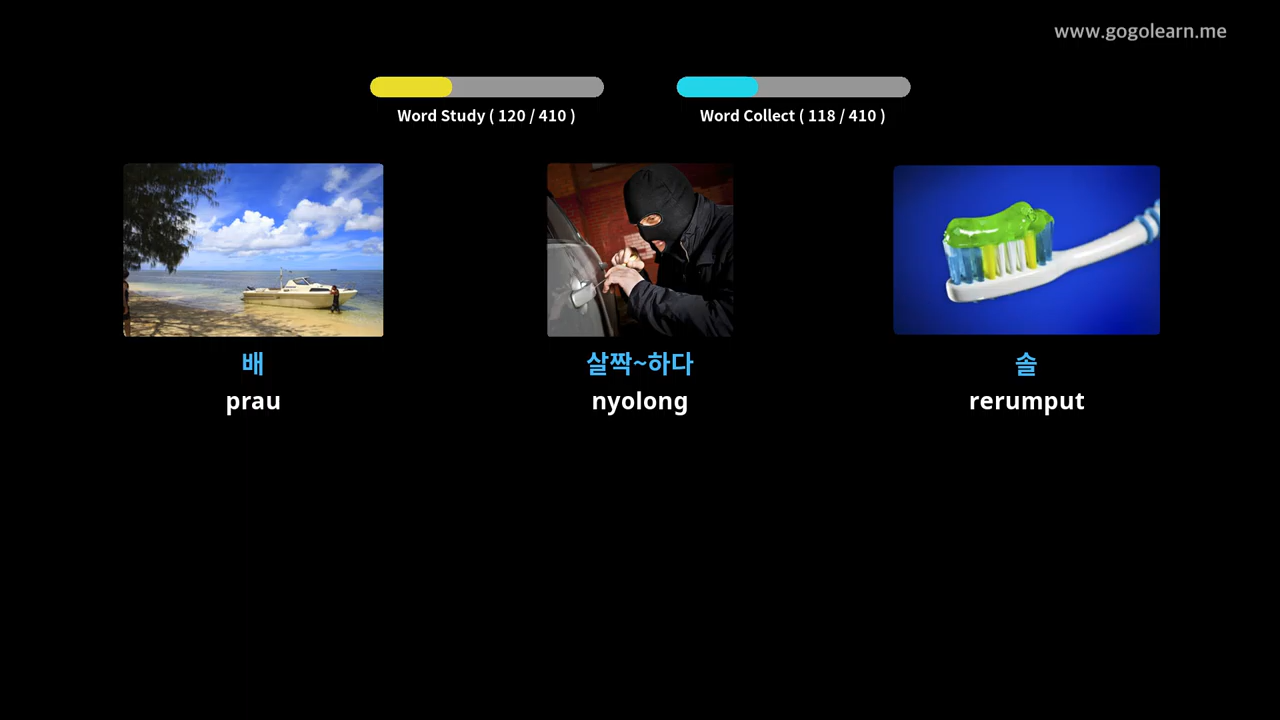 www.gogolearn.me
Word Study ( 120 / 410 )
Word Collect ( 118 / 410 )
배
prau
살짝~하다
nyolong
솔
rerumput